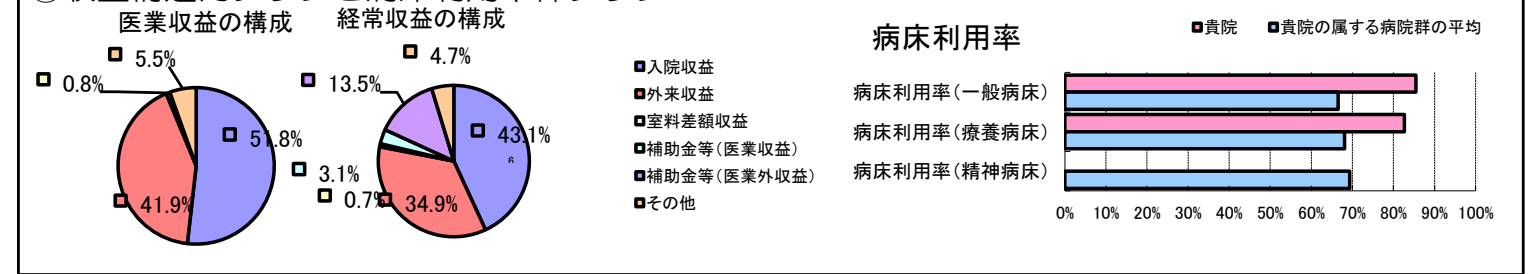 医業収益の構成
5.5%
0.8%
51.8%
41.9%
経常収益の構成
4.7%
13.5%
43.1%
3.1%
0.7%
34.9%
入院収益
外来収益
室料差額収益
補助金等(医業収益)
補助金等(医業外収益)
その他
病床利用率
貴院
貴院の属する病院群の平均
病床利用率(一般病床)
病床利用率(療養病床)
病床利用率(精神病床)
0% 10% 20% 30% 40% 50% 60% 70% 80% 90% 100%